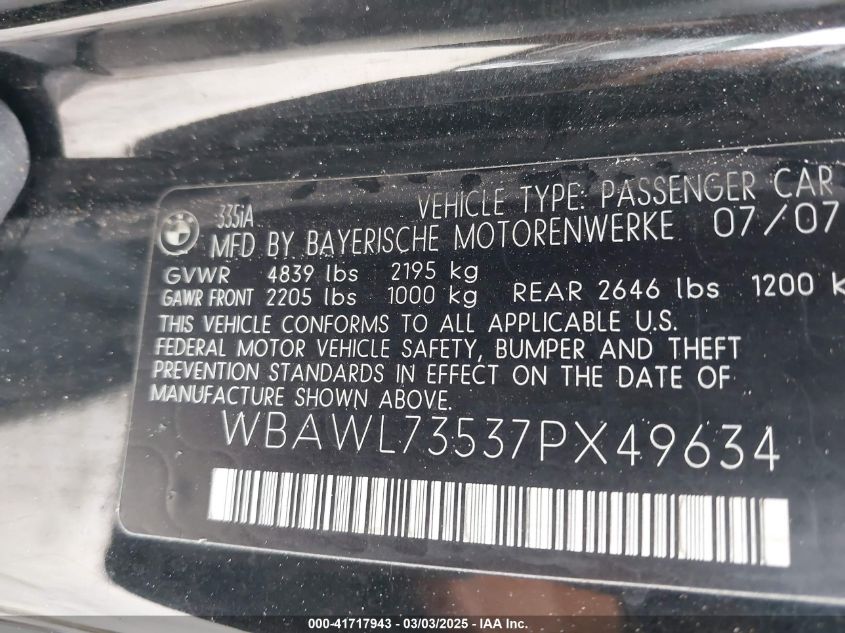 335iA VEHICLE TYPE: PASSENGER CAR
MFD BY BAYERISCHE MOTORENWERKE 07/07
GVWR 4839 lbs 2195 kg
GAWR FRONT 2205 lbs 1000 kg REAR 2646 lbs 1200 k
THIS VEHICLE CONFORMS TO ALL APPLICABLE U.S.
FEDERAL MOTOR VEHICLE SAFETY, BUMPER AND THEFT
PREVENTION STANDARDS IN EFFECT ON THE DATE OF
MANUFACTURE SHOWN ABOVE.
WBAWL73537PX49634
000-41717943 / 03/03/2025 - IAA Inc.